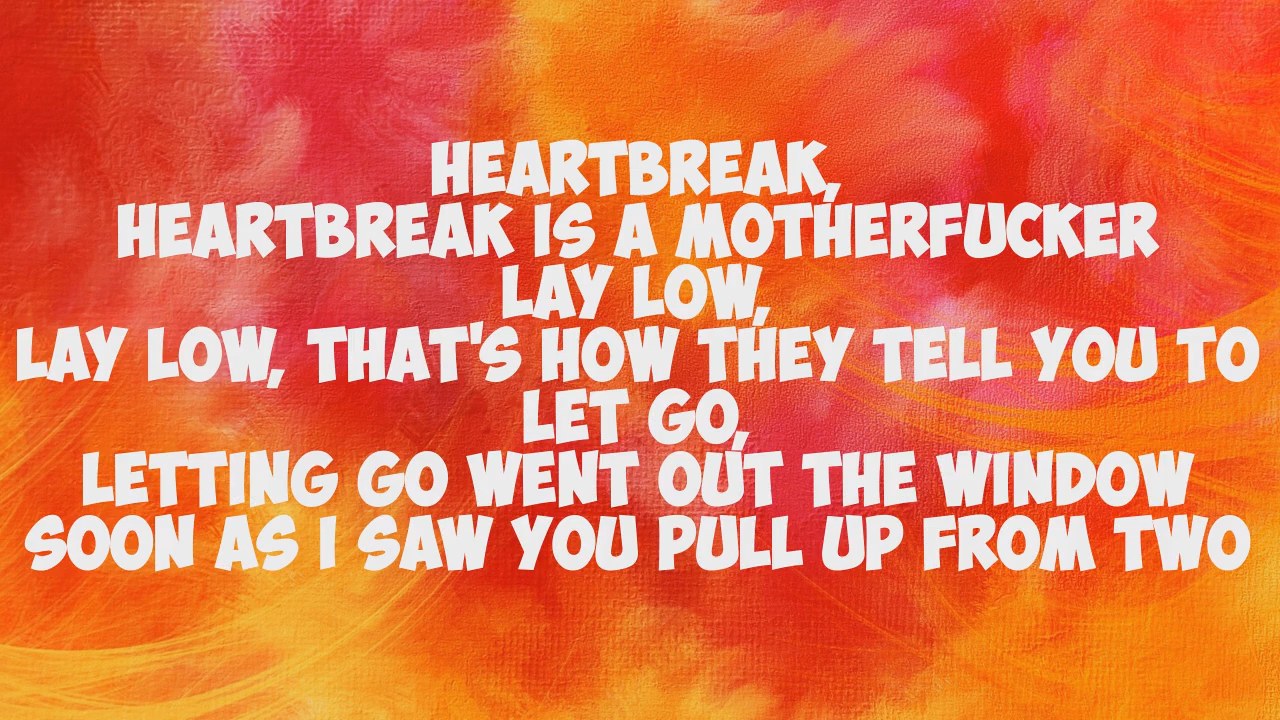 HEARTBREAK,
HEARTBREAK IS A MOTHERFUCKER
LAY LOW,
LAY LOW, THAT'S HOW THEY TELL YOU TO
LET GO,
LETTING GO WENT OUT THE WINDOW
SOON AS I SAW YOU PULL UP FROM TWO